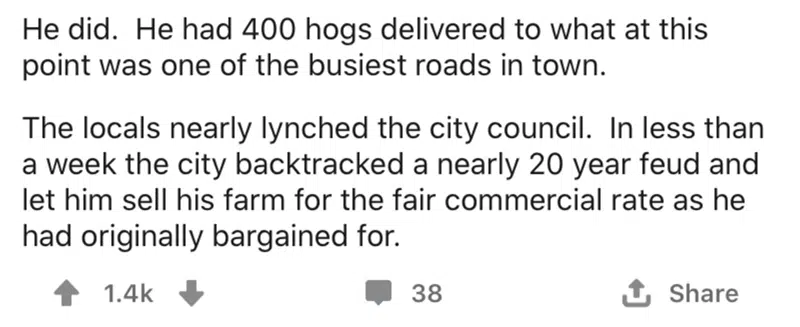 He did.  He had 400 hogs delivered to what at this
point was one of the busiest roads in town.
The locals nearly lynched the city council.  In less than
a week the city backtracked a nearly 20 year feud and
let him sell his farm for the fair commercial rate as he
had originally bargained for.
1.4k 38 Share